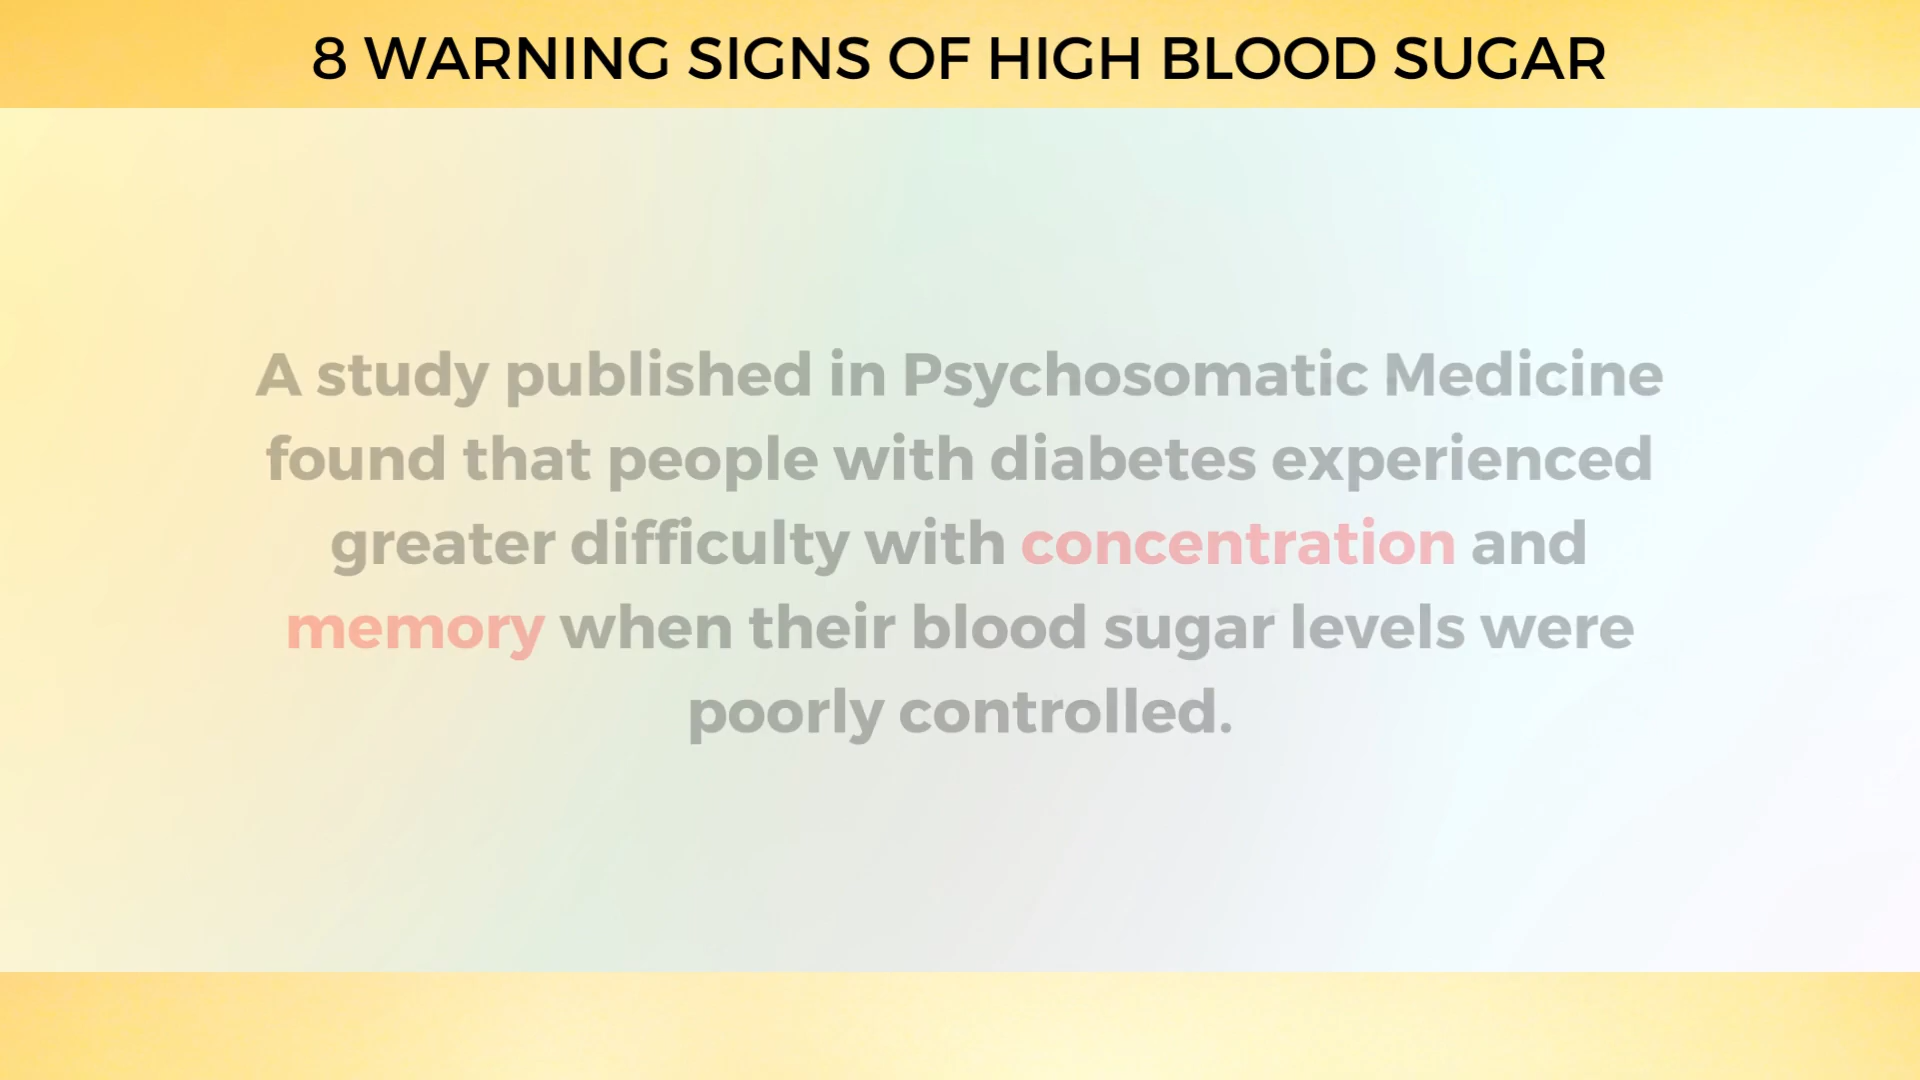 8 WARNING SIGNS OF HIGH BLOOD SUGAR
A study published in Psychosomatic Medicine
found that people with diabetes experienced
greater difficulty with concentration and
memory when their blood sugar levels were
poorly controlled.